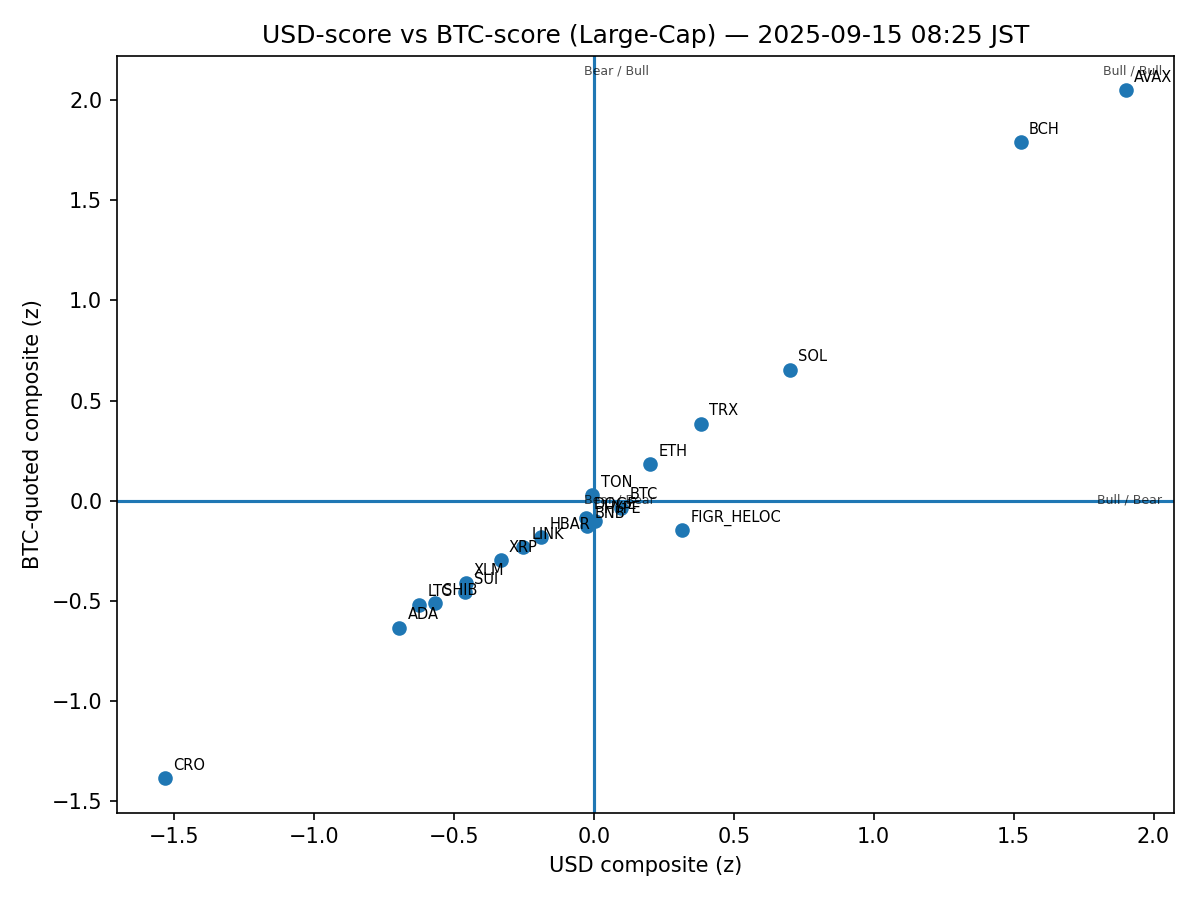 USD-score vs BTC-score (Large-Cap) — 2025-09-15 08:25 JST
Bear / Bull
Bull / Bull
AVAX
BCH
SOL
TRX
ETH
TON
BTC
Bull / Bear
BNB
FIGR_HELOC
HBAR
LINK
XRP
XLM
SUI
LTC
SHIB
ADA
CRO
2.0
1.5
1.0
0.5
0.0
−0.5
−1.0
−1.5
BTC-quoted composite (z)
−1.5
−1.0
−0.5
0.0
0.5
1.0
1.5
2.0
USD composite (z)